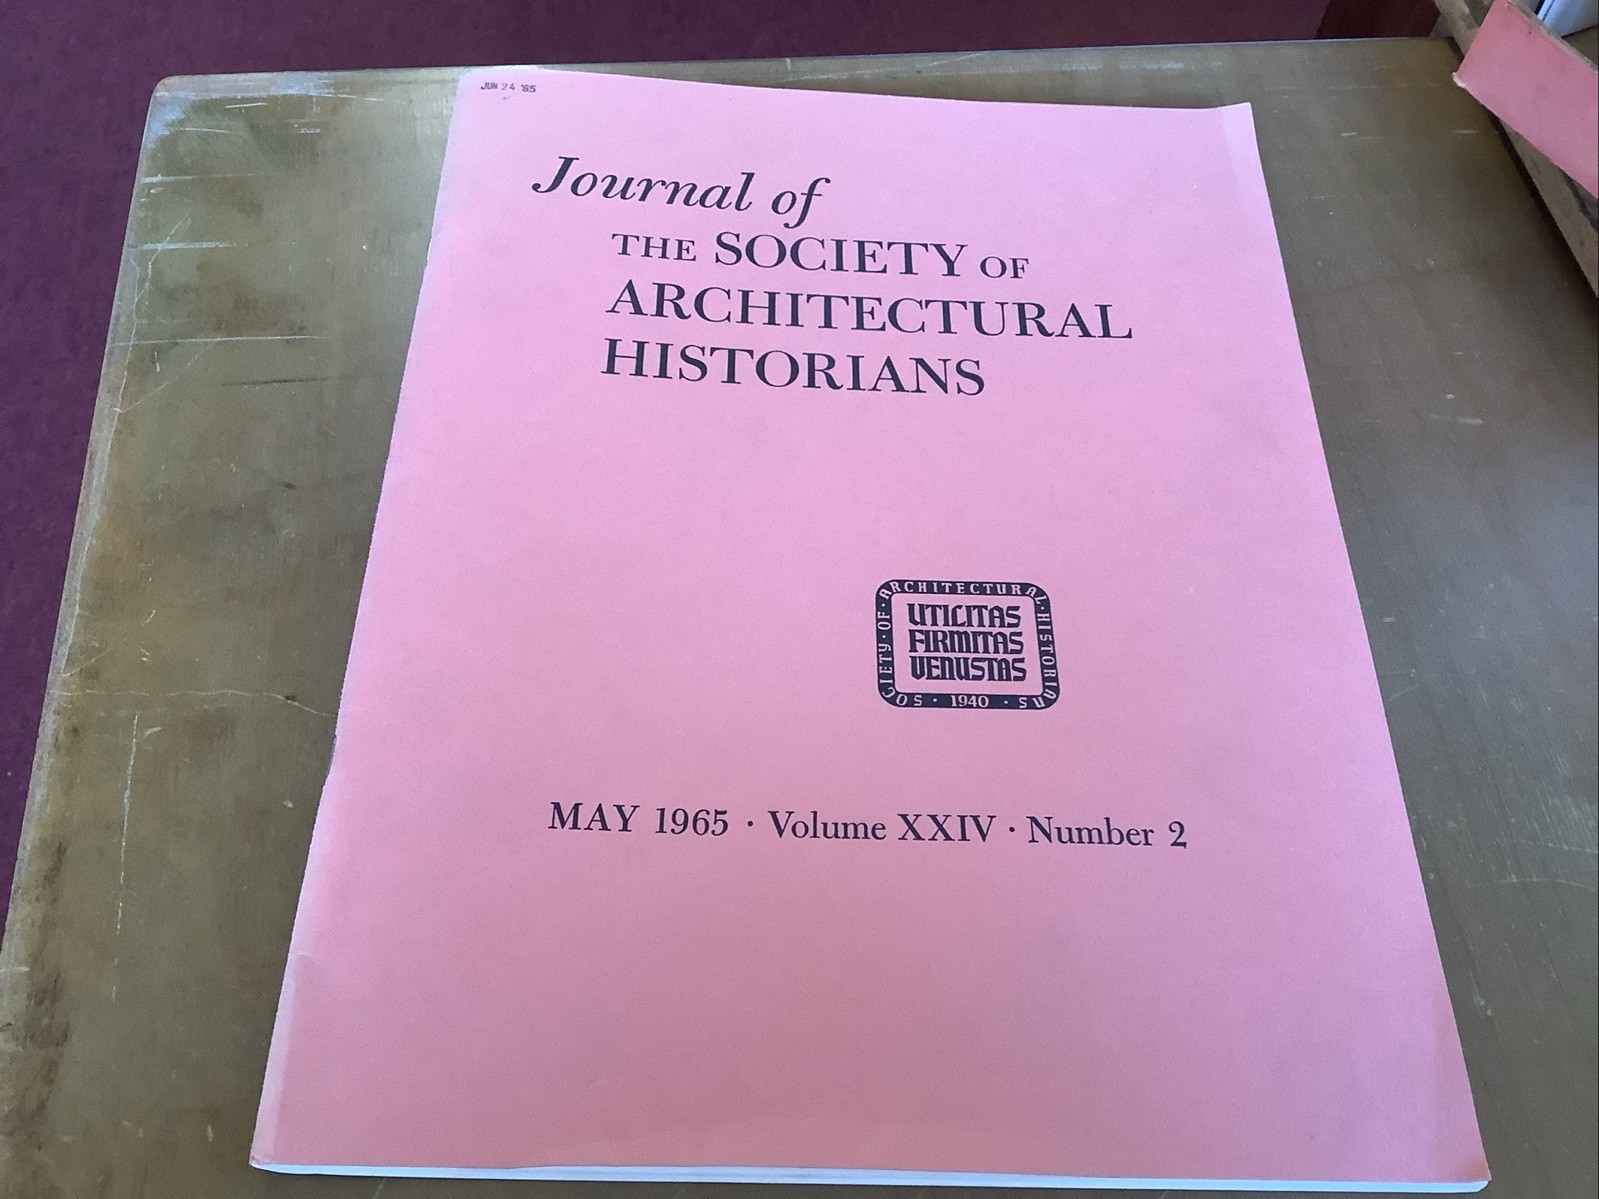 JUN 24 '65
Journal of
THE SOCIETY OF
ARCHITECTURAL
HISTORIANS
SOCIETY · OF · ARCHITECTURAL · HISTORIANS · 1940 ·
UTILITAS
FIRMITAS
VENUSTAS
MAY 1965 · Volume XXIV · Number 2